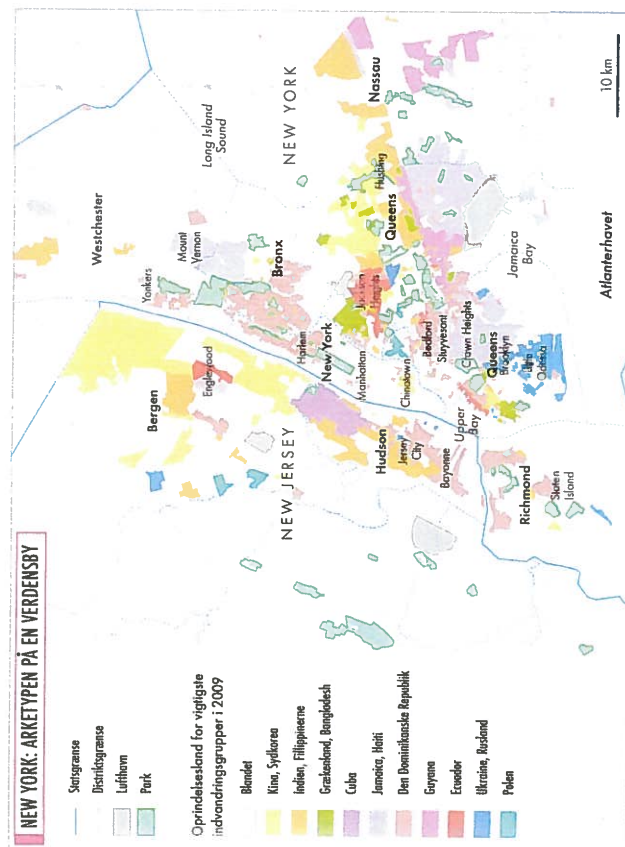 NEW YORK: ARKETYPEN PÅ EN VERDENSBY
Statsgrænse
Distriktsgrænse
Lufthavn
Park
Oprindelsesland for vigtigste
indvandringsgrupper i 2009
Blandet
Kina, Sydkorea
Indien, Filippinerne
Grækenland, Bangladesh
Cuba
Jamaica, Haiti
Den Dominikanske Republik
Guyana
Ecuador
Ukraine, Rusland
Polen
Westchester
Long Island
Sound
NEW YORK
Yonkers
Mount
Vernon
Bronx
Bergen
Englewood
NEW JERSEY
Harlem
New York
Manhattan
Jackson
Heights
Queens
Nassau
Hudson
Jersey
City
Bayonne
Chinatown
Upper
Bay
Bedford
Stuyvesant
Crown Heights
Queens
Brooklyn
Odessa
Jamaica
Bay
Richmond
Staten
Island
Atlanterhavet
10 km